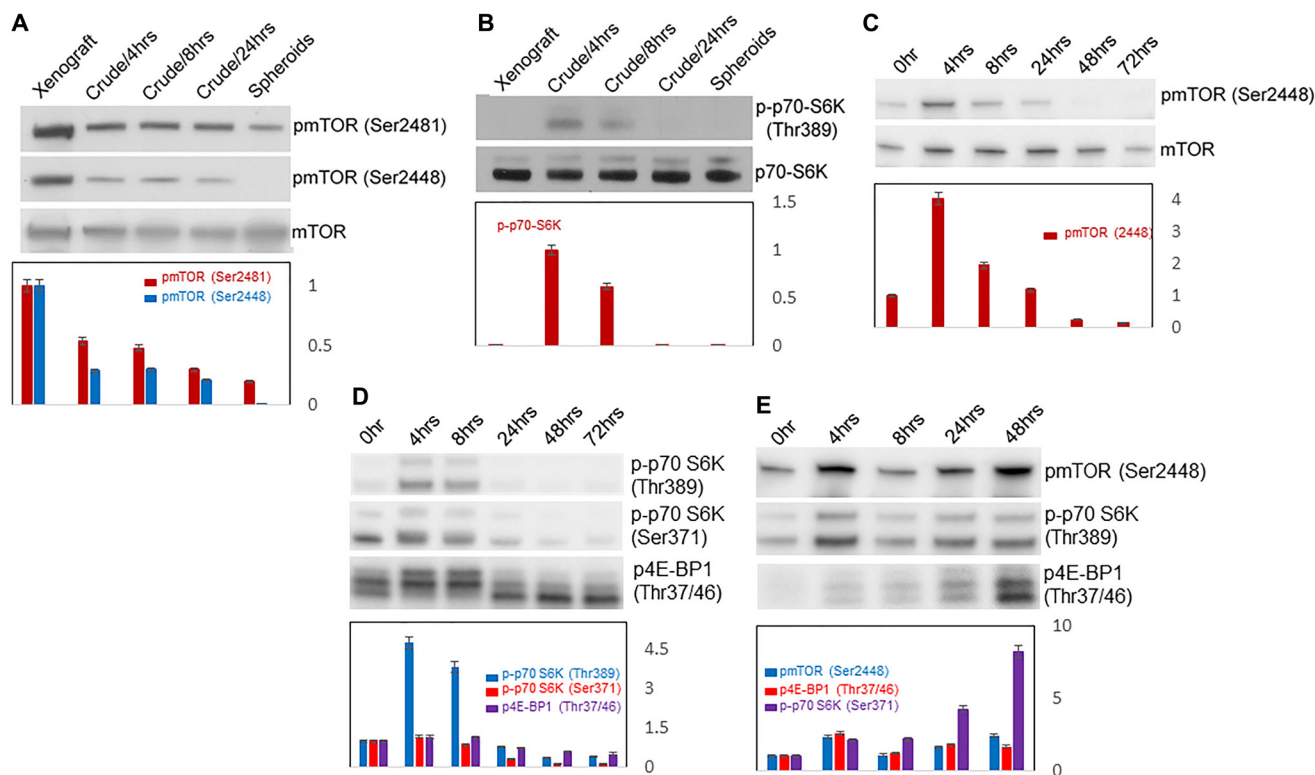 A
Xenograft
Crude/4hrs
Crude/8hrs
Crude/24hrs
Spheroids
pmTOR (Ser2481)
pmTOR (Ser2448)
mTOR
pmTOR (Ser2481)
pmTOR (Ser2448)
1
0.5
0
B
Xenograft
Crude/4hrs
Crude/8hrs
Crude/24hrs
Spheroids
p-p70-S6K
(Thr389)
p70-S6K
p-p70-S6K
1.5
1
0.5
0
C
0hr
4hrs
8hrs
24hrs
48hrs
72hrs
pmTOR (Ser2448)
mTOR
pmTOR (2448)
4
3
2
1
0
D
0hr
4hrs
8hrs
24hrs
48hrs
72hrs
p-p70 S6K
(Thr389)
p-p70 S6K
(Ser371)
p4E-BP1
(Thr37/46)
p-p70 S6K (Thr389)
p-p70 S6K (Ser371)
p4E-BP1 (Thr37/46)
4.5
3
1.5
0
E
0hr
4hrs
8hrs
24hrs
48hrs
pmTOR (Ser2448)
p-p70 S6K
(Thr389)
p4E-BP1
(Thr37/46)
pmTOR (Ser2448)
p4E-BP1 (Thr37/46)
p-p70 S6K (Ser371)
10
5
0